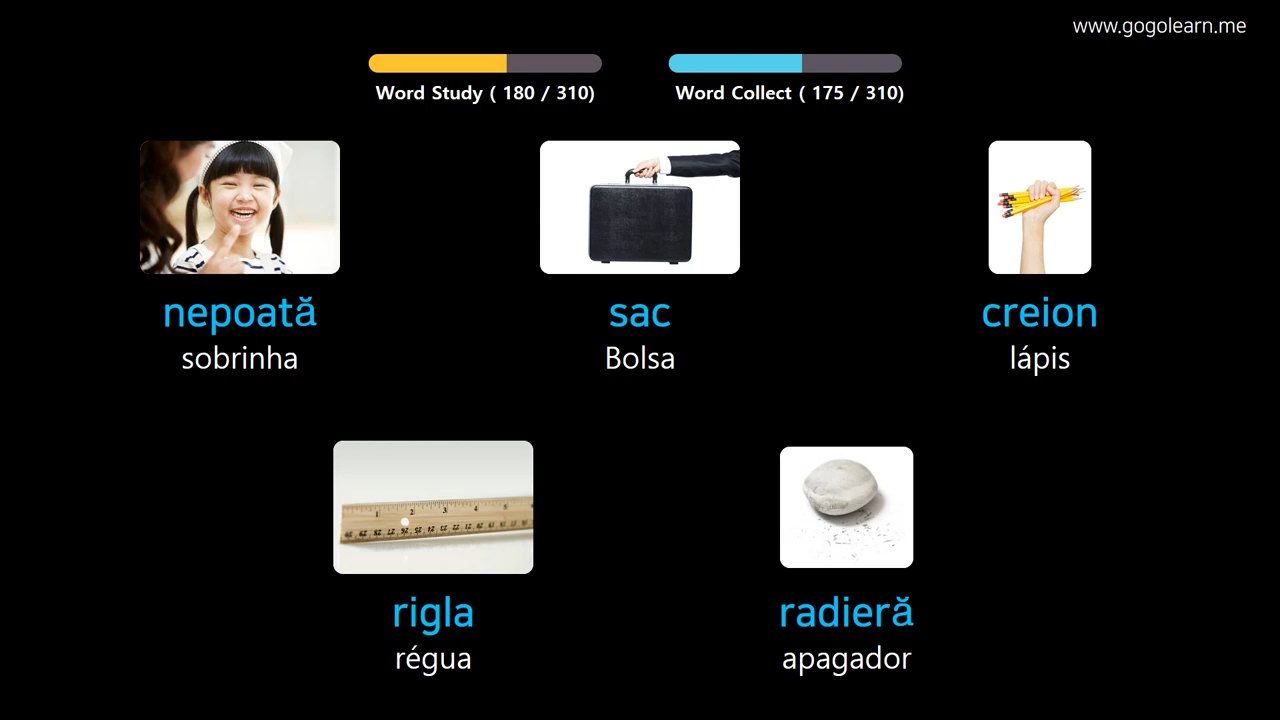 www.gogolearn.me
Word Study ( 180 / 310)
Word Collect ( 175 / 310)
nepoată
sobrinha
sac
Bolsa
creion
lápis
rigla
régua
radieră
apagador